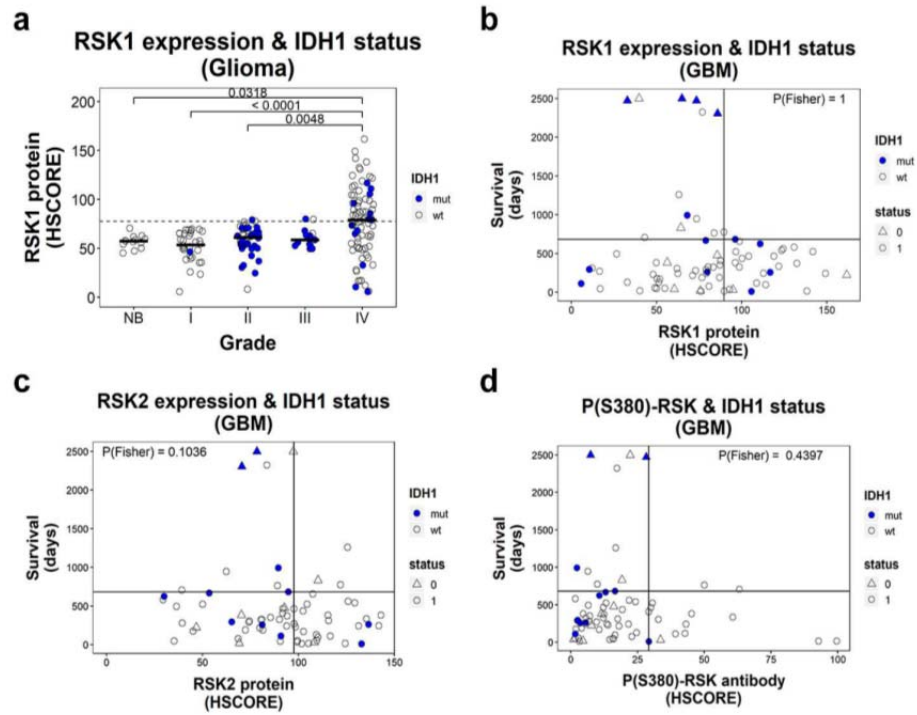 a
RSK1 expression & IDH1 status
(Glioma)
RSK1 protein
(HSCORE)
200
150
100
50
0
0.0318
< 0.0001
0.0048
NB
I
II
III
IV
Grade
IDH1
mut
wt
b
RSK1 expression & IDH1 status
(GBM)
Survival
(days)
2500
2000
1500
1000
500
0
P(Fisher) = 1
0
50
100
150
RSK1 protein
(HSCORE)
IDH1
mut
wt
status
0
1
c
RSK2 expression & IDH1 status
(GBM)
Survival
(days)
2500
2000
1500
1000
500
0
P(Fisher) = 0.1036
0
50
100
150
RSK2 protein
(HSCORE)
IDH1
mut
wt
status
0
1
d
P(S380)-RSK & IDH1 status
(GBM)
Survival
(days)
2500
2000
1500
1000
500
0
P(Fisher) = 0.4397
0
25
50
75
100
P(S380)-RSK antibody
(HSCORE)
IDH1
mut
wt
status
0
1